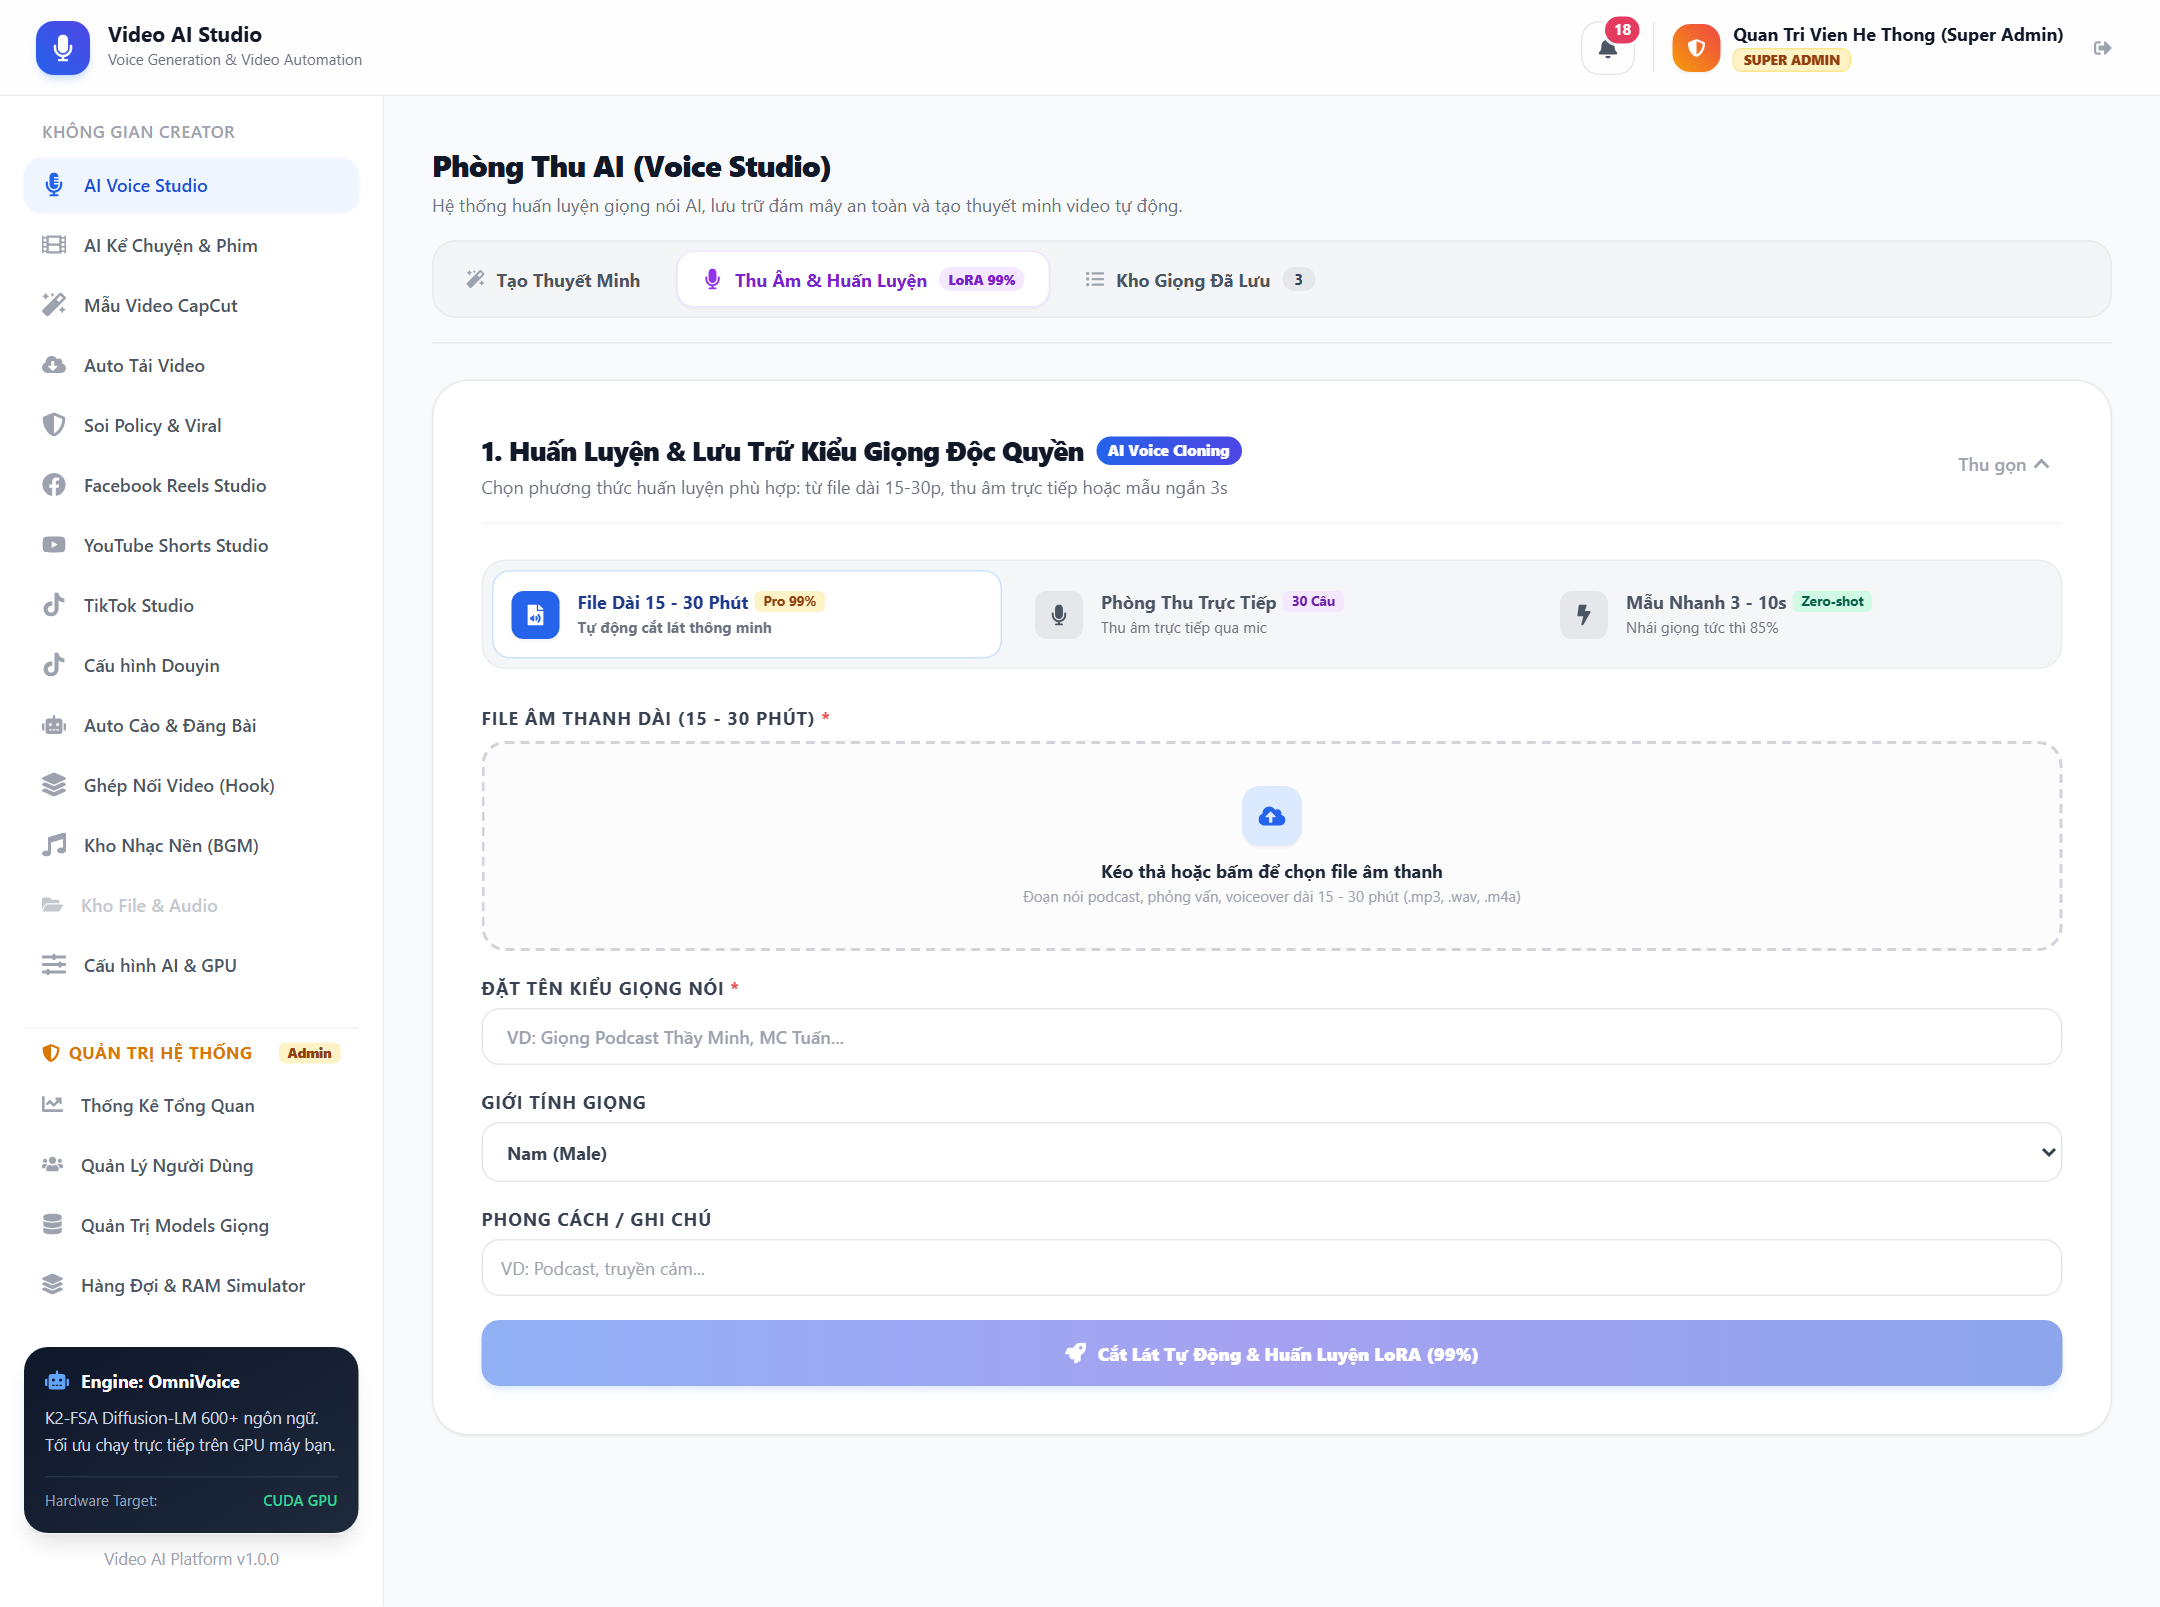 Video AI Studio
Voice Generation & Video Automation
18
Quan Tri Vien He Thong (Super Admin)
SUPER ADMIN
KHÔNG GIAN CREATOR
AI Voice Studio
AI Kể Chuyện & Phim
Mẫu Video CapCut
Auto Tải Video
Soi Policy & Viral
Facebook Reels Studio
YouTube Shorts Studio
TikTok Studio
Cấu hình Douyin
Auto Cào & Đăng Bài
Ghép Nối Video (Hook)
Kho Nhạc Nền (BGM)
Kho File & Audio
Cấu hình AI & GPU
QUẢN TRỊ HỆ THỐNG Admin
Thống Kê Tổng Quan
Quản Lý Người Dùng
Quản Trị Models Giọng
Hàng Đợi & RAM Simulator
Engine: OmniVoice
K2-FSA Diffusion-LM 600+ ngôn ngữ.
Tối ưu chạy trực tiếp trên GPU máy bạn.
Hardware Target: CUDA GPU
Video AI Platform v1.0.0
Phòng Thu AI (Voice Studio)
Hệ thống huấn luyện giọng nói AI, lưu trữ đám mây an toàn và tạo thuyết minh video tự động.
Tạo Thuyết Minh
Thu Âm & Huấn Luyện LoRA 99%
Kho Giọng Đã Lưu 3
1. Huấn Luyện & Lưu Trữ Kiểu Giọng Độc Quyền AI Voice Cloning
Chọn phương thức huấn luyện phù hợp: từ file dài 15-30p, thu âm trực tiếp hoặc mẫu ngắn 3s
Thu gọn
File Dài 15 - 30 Phút Pro 99%
Tự động cắt lát thông minh
Phòng Thu Trực Tiếp 30 Câu
Thu âm trực tiếp qua mic
Mẫu Nhanh 3 - 10s Zero-shot
Nhái giọng tức thì 85%
FILE ÂM THANH DÀI (15 - 30 PHÚT) *
Kéo thả hoặc bấm để chọn file âm thanh
Đoạn nói podcast, phỏng vấn, voiceover dài 15 - 30 phút (.mp3, .wav, .m4a)
ĐẶT TÊN KIỂU GIỌNG NÓI *
VD: Giọng Podcast Thầy Minh, MC Tuấn...
GIỚI TÍNH GIỌNG
Nam (Male)
PHONG CÁCH / GHI CHÚ
VD: Podcast, truyền cảm...
Cắt Lát Tự Động & Huấn Luyện LoRA (99%)